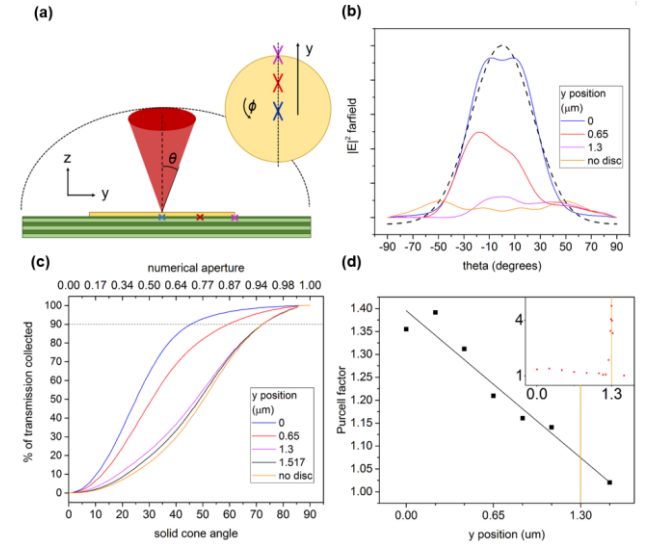 (a)
y
ϕ
θ
z
y
(b)
|E|² farfield
y position
(μm)
0
0.65
1.3
no disc
-90 -70 -50 -30 -10 10 30 50 70 90
theta (degrees)
(c)
numerical aperture
0.00 0.17 0.34 0.50 0.64 0.77 0.87 0.94 0.98 1.00
% of transmission collected
100
90
80
70
60
50
40
30
20
10
0
y position
(μm)
0
0.65
1.3
1.517
no disc
0 10 20 30 40 50 60 70 80 90
solid cone angle
(d)
Purcell factor
1.40
1.35
1.30
1.25
1.20
1.15
1.10
1.05
1.00
4
1
0.0 1.3
0.00 0.65 1.30
y position (um)